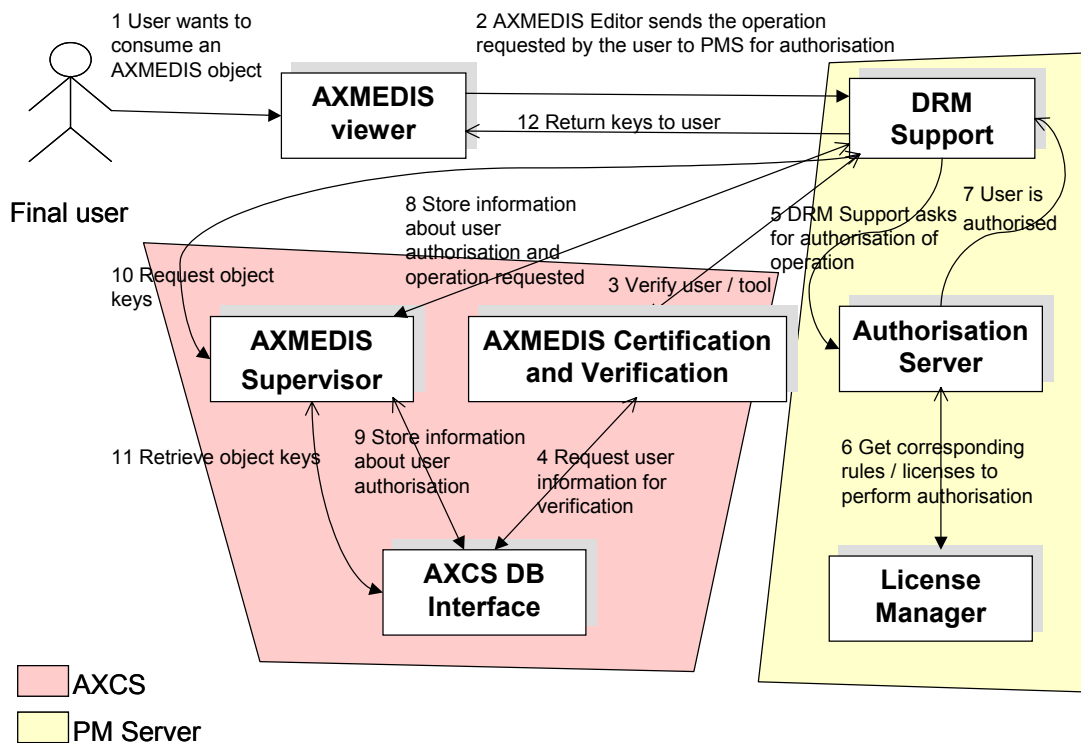 1 User wants to
consume an
AXMEDIS object
2 AXMEDIS Editor sends the operation
requested by the user to PMS for authorisation
AXMEDIS
viewer
DRM
Support
12 Return keys to user
Final user
8 Store information
about user
authorisation and
operation requested
7 User is
authorised
5 DRM Support asks
for authorisation of
operation
10 Request object
keys
3 Verify user / tool
AXMEDIS
Supervisor
AXMEDIS Certification
and Verification
Authorisation
Server
11 Retrieve object keys
9 Store information
about user
authorisation
4 Request user
information for
verification
6 Get corresponding
rules / licenses to
perform authorisation
AXCS DB
Interface
License
Manager
AXCS
PM Server